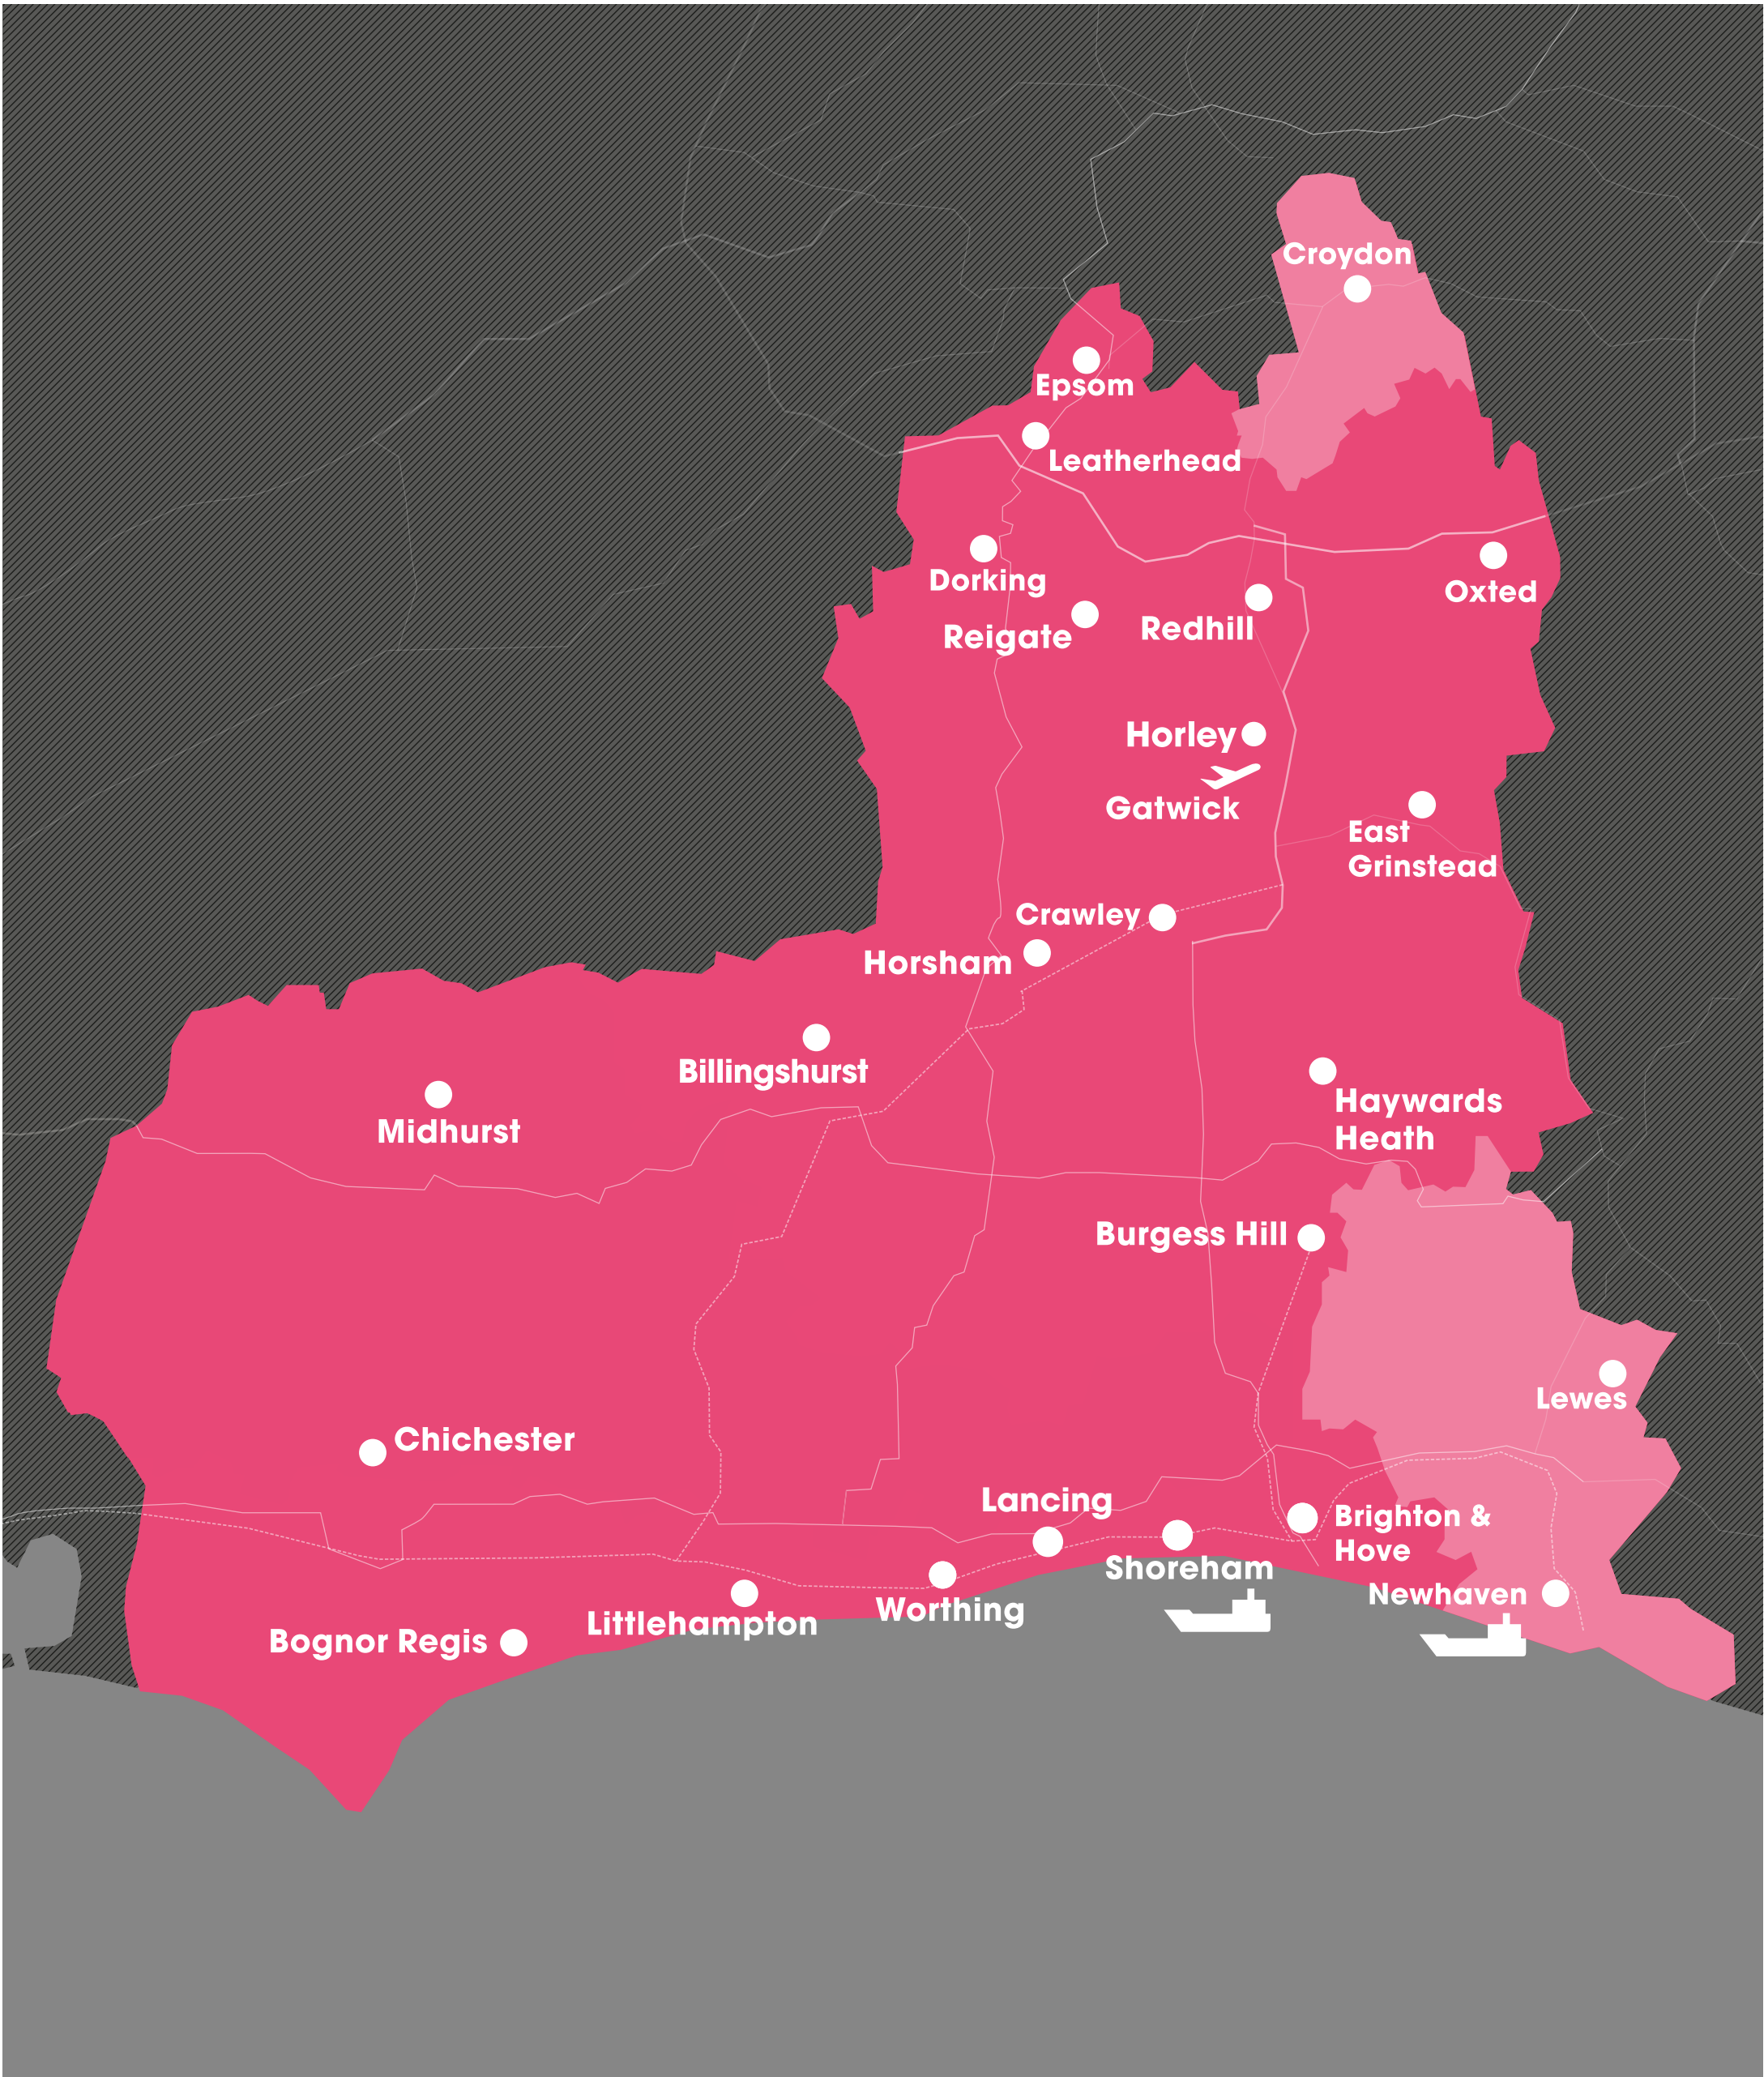 Croydon
Epsom
Leatherhead
Dorking
Oxted
Reigate
Redhill
Horley
Gatwick
East
Grinstead
Crawley
Horsham
Billingshurst
Midhurst
Haywards
Heath
Burgess Hill
Lewes
Chichester
Lancing
Brighton &
Hove
Shoreham
Newhaven
Worthing
Littlehampton
Bognor Regis